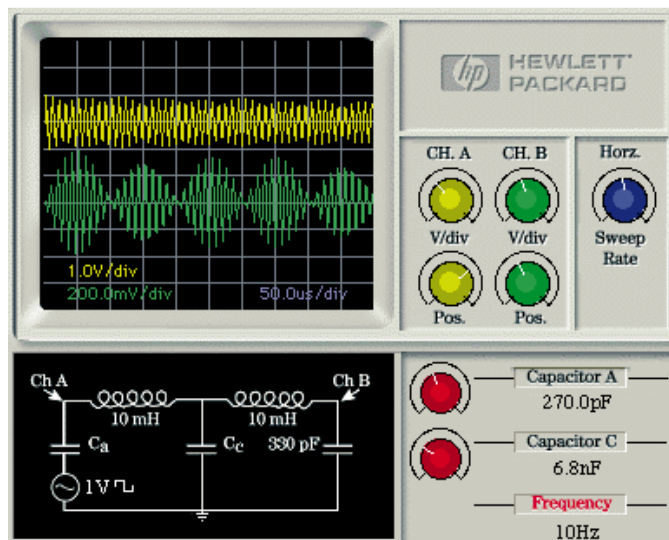 hp HEWLETT®
PACKARD
CH. A CH. B Horz.
V/div V/div Sweep
Rate
Pos. Pos.
1.0V/div
200.0mV/div 50.0us/div
Ch A Ch B
10 mH 10 mH
Ca Cc 330 pF
1V
Capacitor A
270.0pF
Capacitor C
6.8nF
Frequency
10Hz